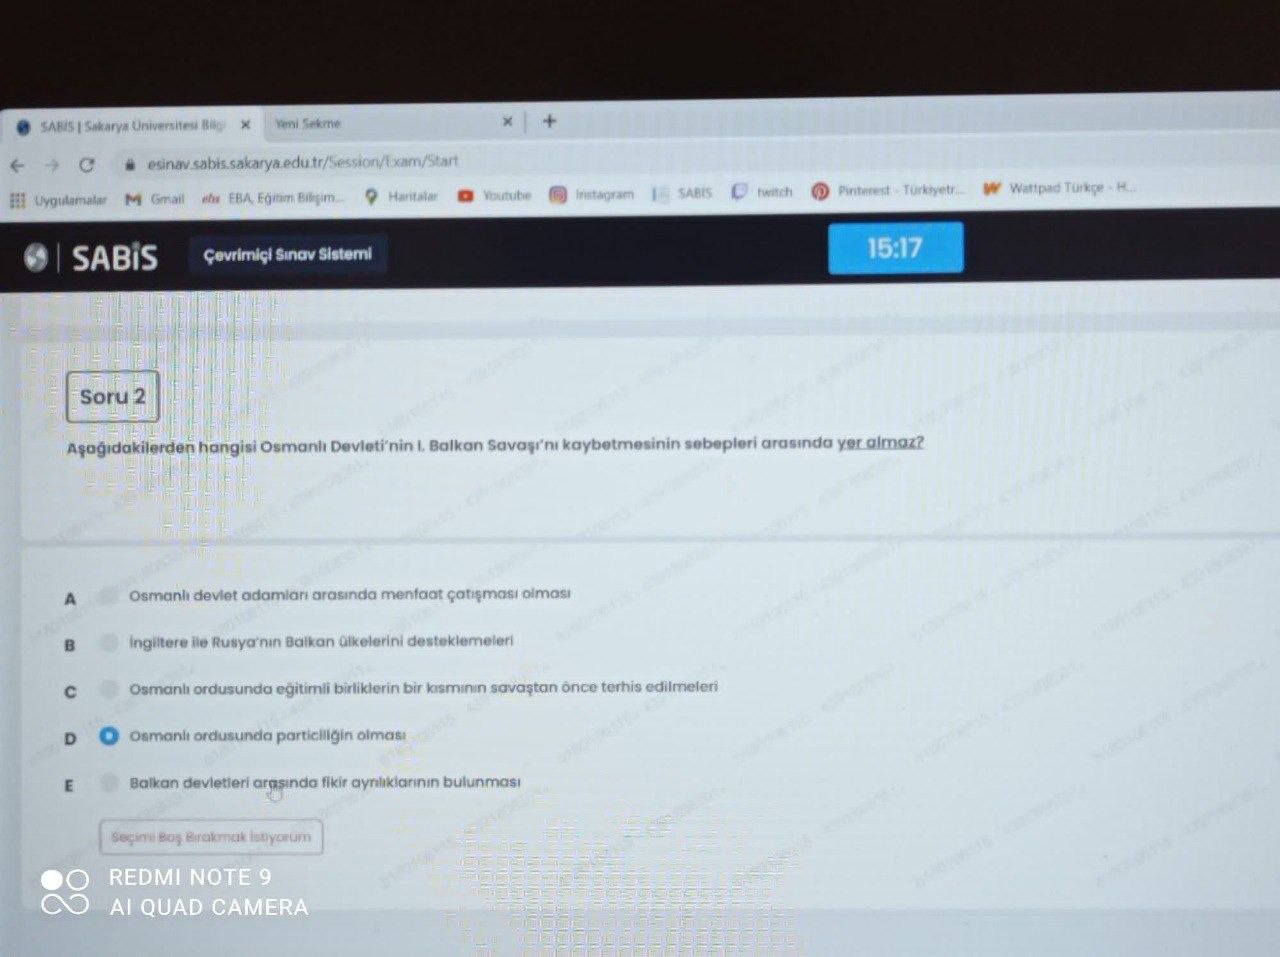 SABİS | Sakarya Üniversitesi Bilgi
Yeni Sekme
esinav.sabis.sakarya.edu.tr/Session/Exam/Start
Uygulamalar Gmail eba EBA, Eğitim Bilişim... Haritalar Youtube Instagram SABİS twitch Pinterest - Türkiyetr... Wattpad Türkçe - H...
SABİS Çevrimiçi Sınav Sistemi 15:17
Soru 2
Aşağıdakilerden hangisi Osmanlı Devleti'nin I. Balkan Savaşı'nı kaybetmesinin sebepleri arasında yer almaz?
A Osmanlı devlet adamları arasında menfaat çatışması olması
B İngiltere ile Rusya'nın Balkan ülkelerini desteklemeleri
C Osmanlı ordusunda eğitimli birliklerin bir kısmının savaştan önce terhis edilmeleri
D Osmanlı ordusunda particiliğin olması
E Balkan devletleri arasında fikir ayrılıklarının bulunması
Seçimi Boş Bırakmak İstiyorum
REDMI NOTE 9
AI QUAD CAMERA